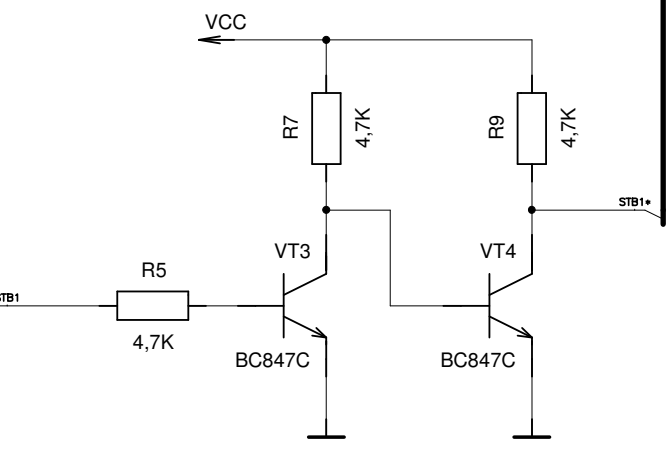 VCC
R7
4,7K
R9
4,7K
STB1*
VT3
VT4
R5
STB1
4,7K
BC847C
BC847C